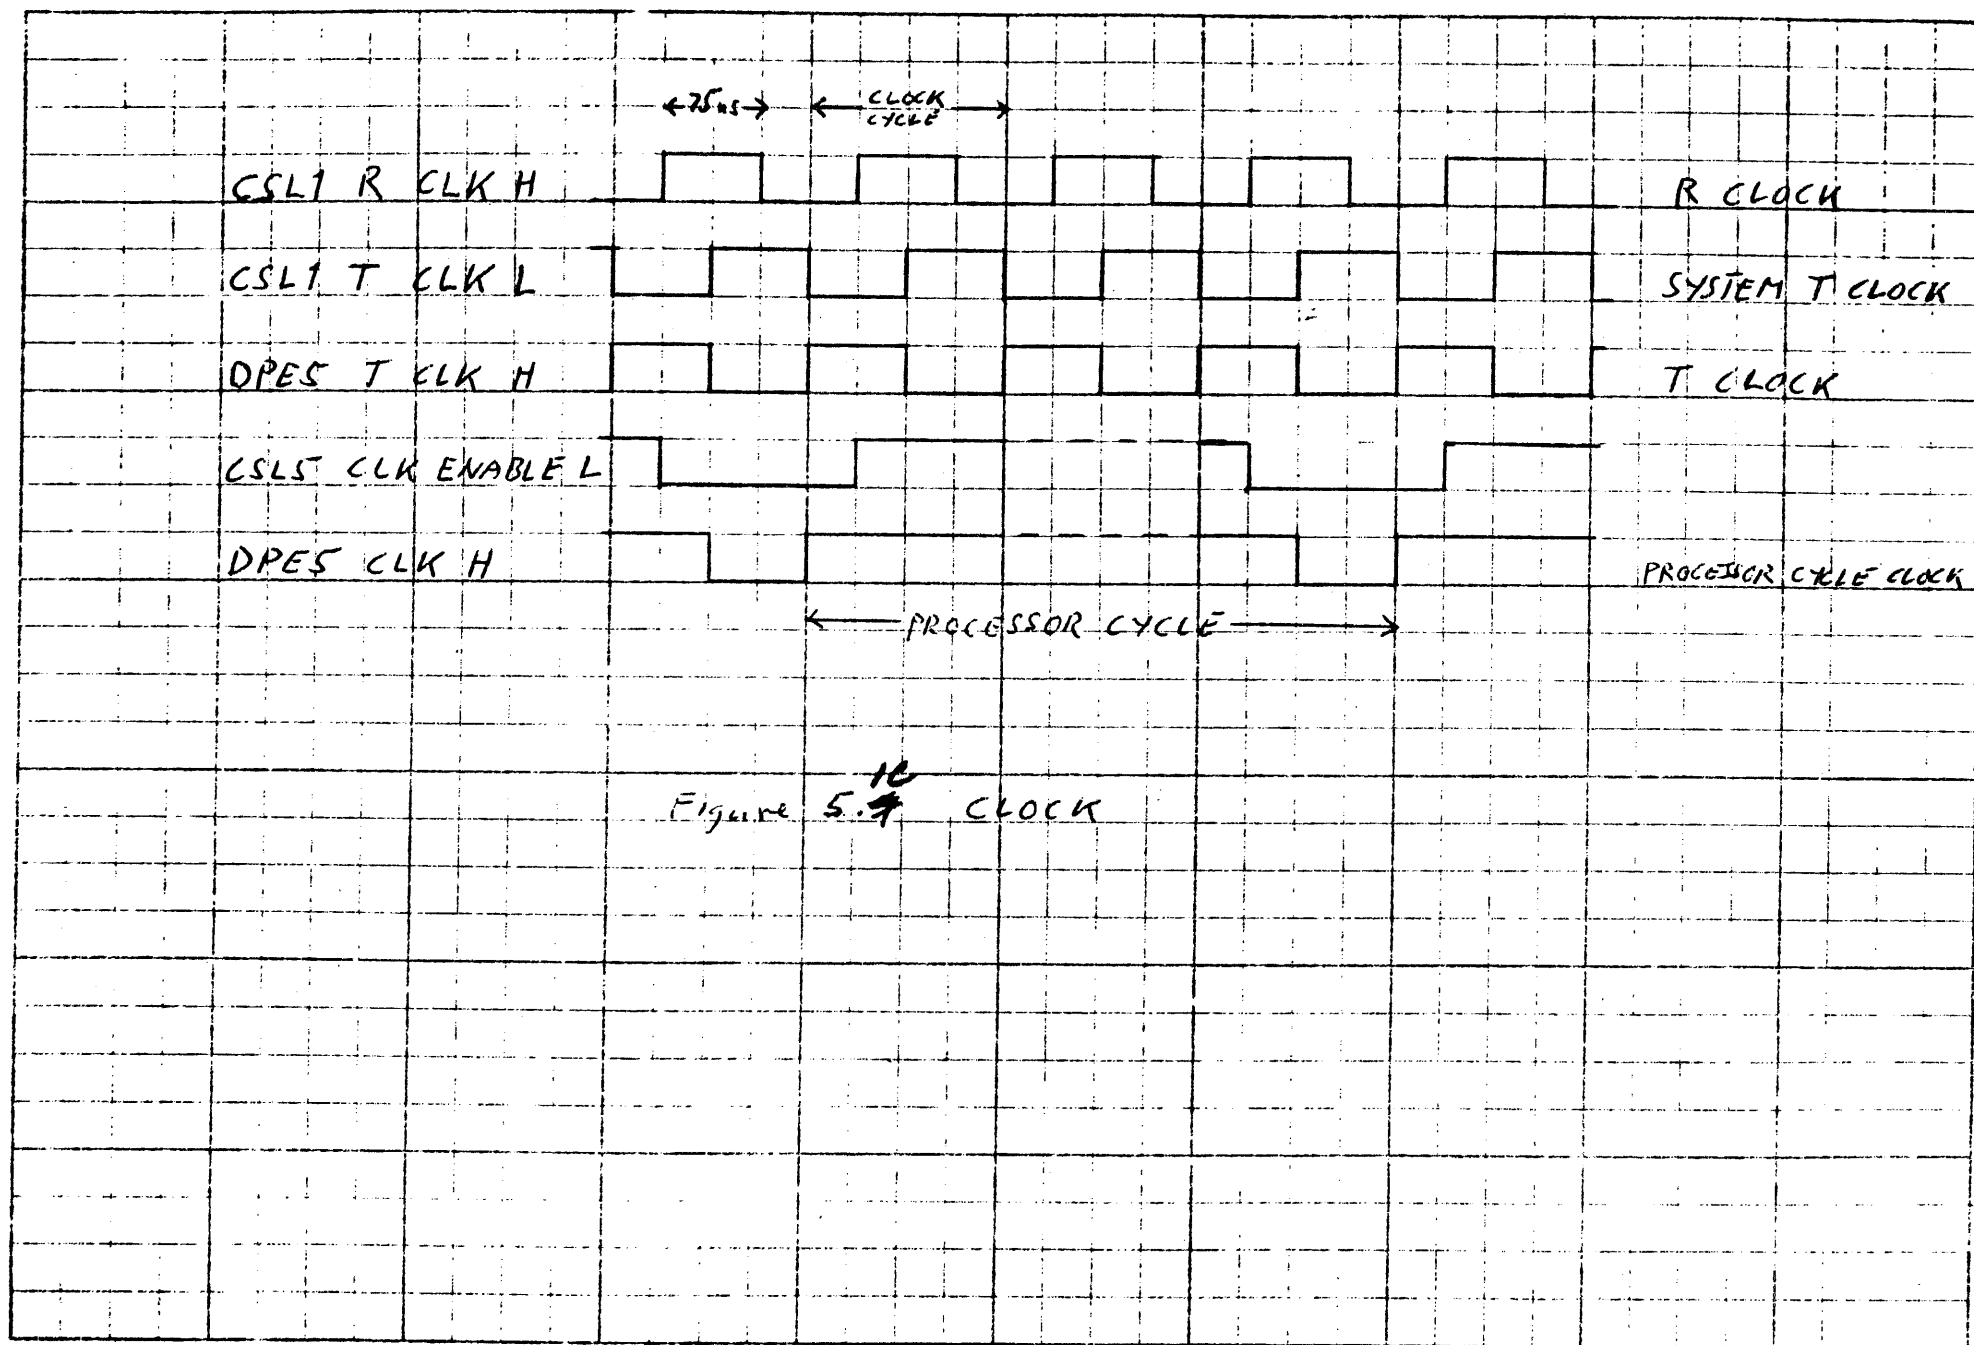 75ns
CLOCK
CYCLE
CSL1 R CLK H
R CLOCK
CSL1 T CLK L
SYSTEM T CLOCK
DPE5 T CLK H
T CLOCK
CSL5 CLK ENABLE L
DPE5 CLK H
PROCESSOR CYCLE CLOCK
PROCESSOR CYCLE
Figure 5. CLOCK